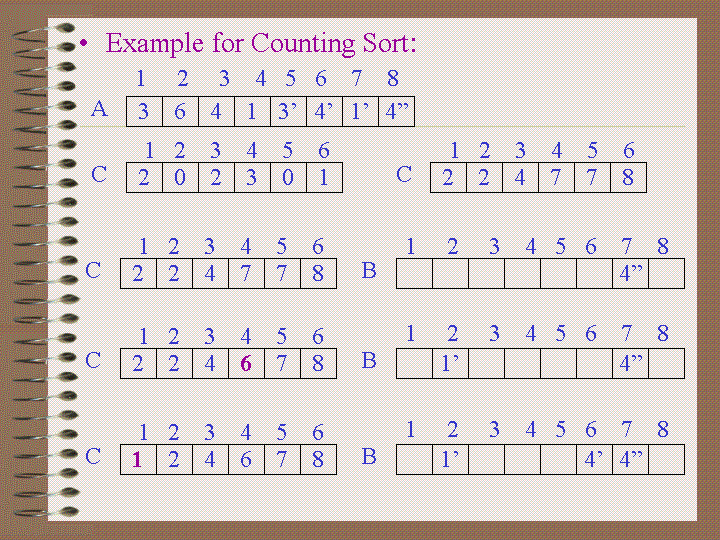 • Example for Counting Sort:
1 2 3 4 5 6 7 8
A 3 6 4 1 3’ 4’ 1’ 4”
1 2 3 4 5 6 1 2 3 4 5 6
C 2 0 2 3 0 1 C 2 2 4 7 7 8
1 2 3 4 5 6 1 2 3 4 5 6 7 8
C 2 2 4 7 7 8 B 4”
1 2 3 4 5 6 1 2 3 4 5 6 7 8
C 2 2 4 6 7 8 B 1’ 4”
1 2 3 4 5 6 1 2 3 4 5 6 7 8
C 1 2 4 6 7 8 B 1’ 4’ 4”